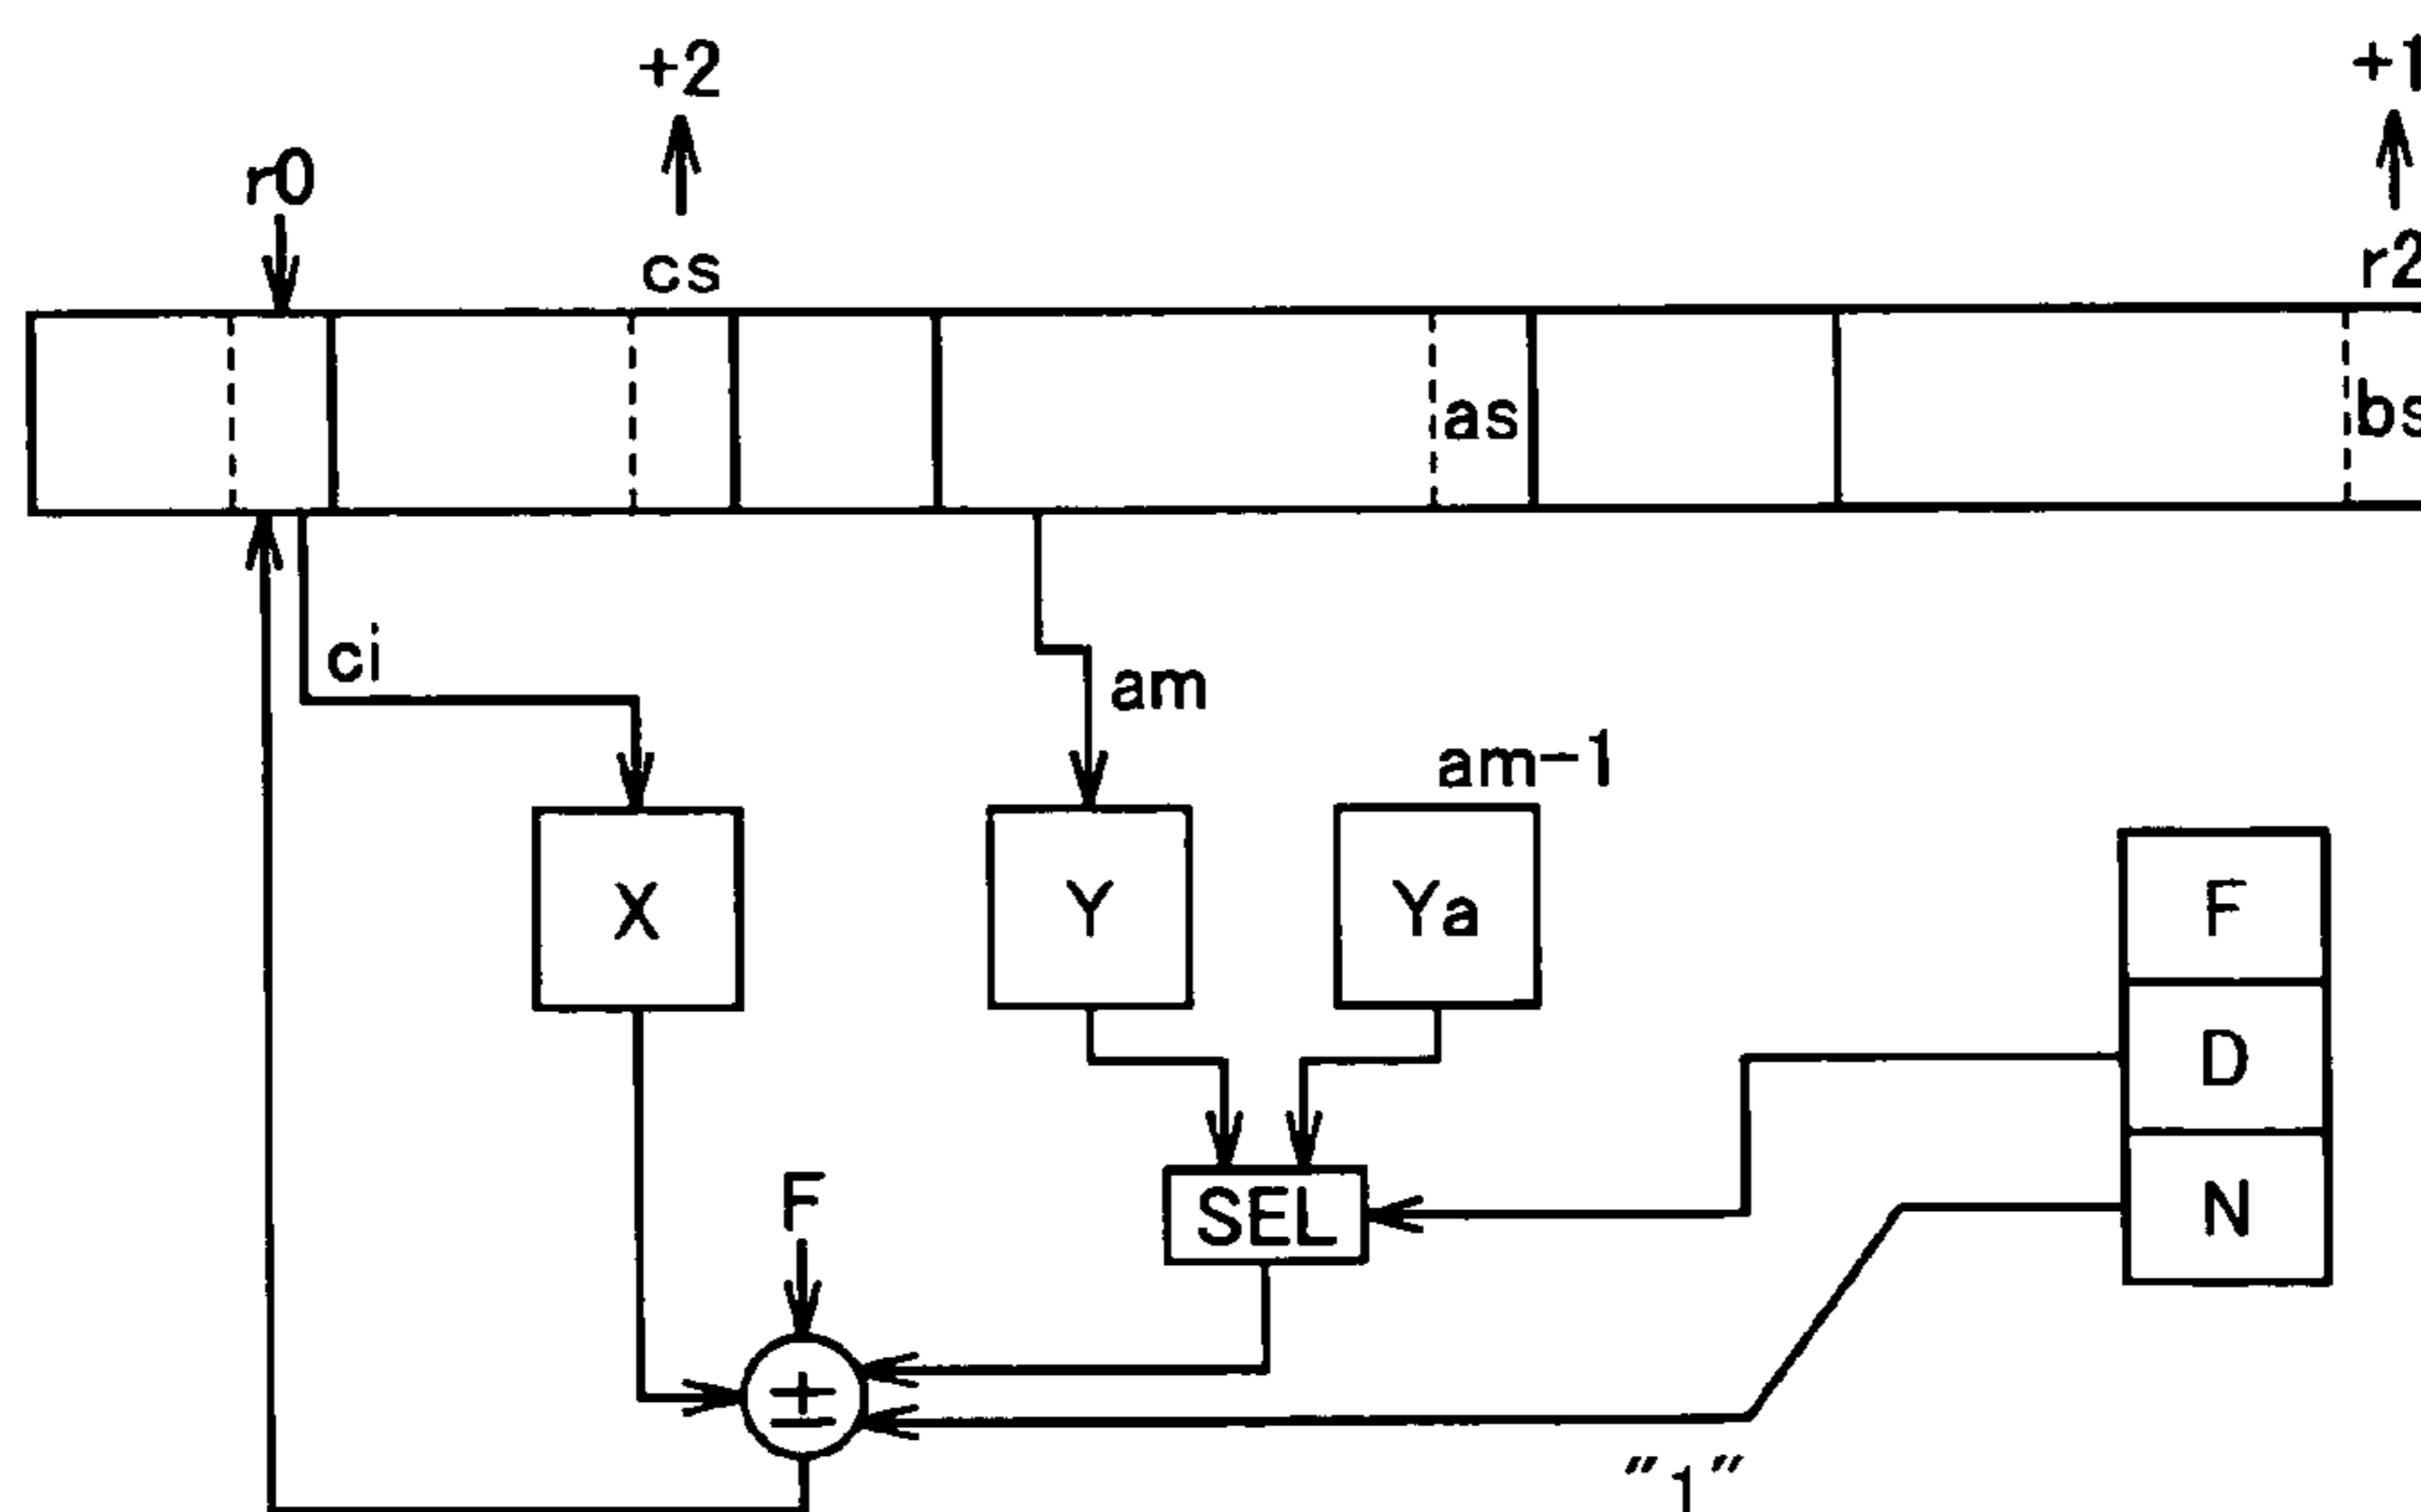 +2
+1
r0
cs
r2
as
bs
ci
am
am-1
X
Y
Ya
F
D
N
SEL
F
±
"1"